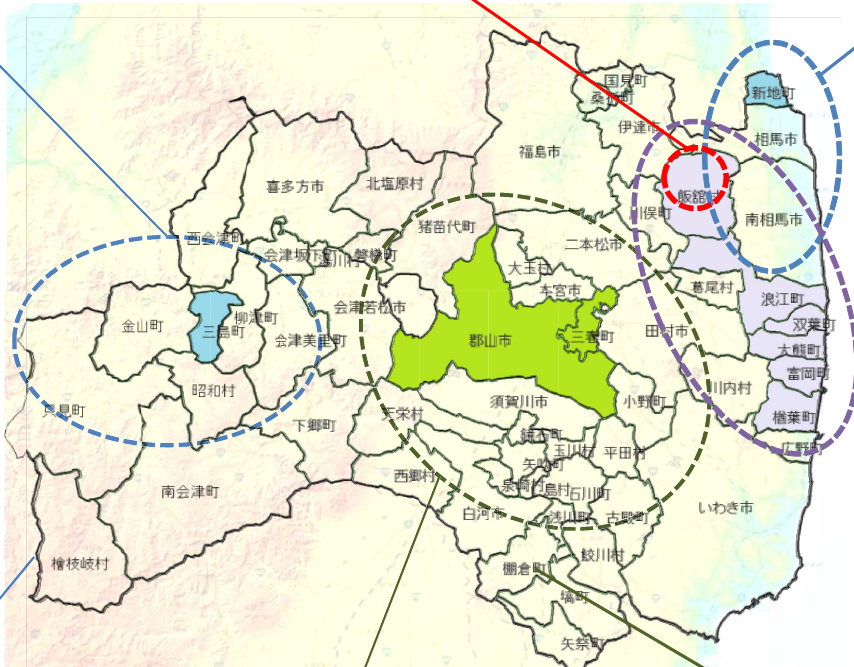 国見町
桑折町
新地町
伊達市
相馬市
福島市
喜多方市
北塩原村
飯舘
川俣町
南相馬市
猪苗代町
西会津町
二本松市
会津坂下町
湯川村
磐梯町
大玉村
本宮市
葛尾村
浪江町
会津若松市
金山町
柳津町
三島町
双葉町
田村市
郡山市
三春町
会津美里町
大熊町
富岡町
昭和村
川内村
只見町
須賀川市
小野町
楢葉町
天栄村
下郷町
鏡石町
広野町
玉川村
平田村
矢吹町
西郷村
泉崎村
島村
石川町
南会津町
いわき市
白河市
浅川町
古殿町
鮫川村
檜枝岐村
棚倉町
塙町
矢祭町